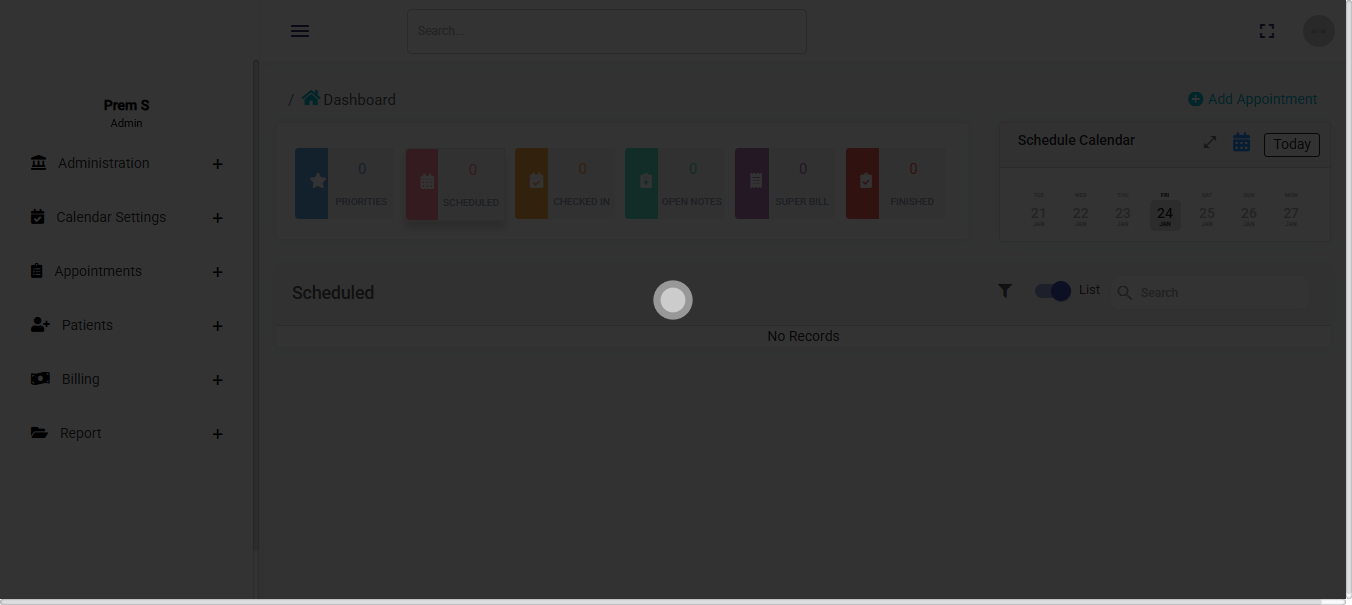 Search...
Prem S
Admin
Administration +
Calendar Settings +
Appointments +
Patients +
Billing +
Report +
/ Dashboard
Add Appointment
0 PRIORITIES
0 SCHEDULED
0 CHECKED IN
0 OPEN NOTES
0 SUPER BILL
0 FINISHED
Schedule Calendar
Today
TUE WED THU FRI SAT SUN MON
21 22 23 24 25 26 27
JAN JAN JAN JAN JAN JAN JAN
Scheduled
List
Search
No Records